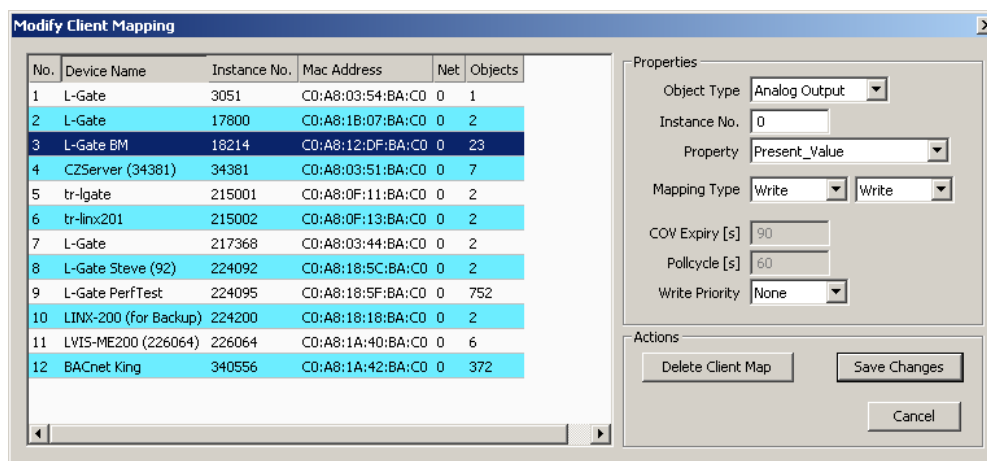 Modify Client Mapping
No. Device Name Instance No. Mac Address Net Objects
1 L-Gate 3051 C0:A8:03:54:BA:C0 0 1
2 L-Gate 17800 C0:A8:1B:07:BA:C0 0 2
3 L-Gate BM 18214 C0:A8:12:DF:BA:C0 0 23
4 CZServer (34381) 34381 C0:A8:03:51:BA:C0 0 7
5 tr-lgate 215001 C0:A8:0F:11:BA:C0 0 2
6 tr-linx201 215002 C0:A8:0F:13:BA:C0 0 2
7 L-Gate 217368 C0:A8:03:44:BA:C0 0 2
8 L-Gate Steve (92) 224092 C0:A8:18:5C:BA:C0 0 2
9 L-Gate PerfTest 224095 C0:A8:18:5F:BA:C0 0 752
10 LINX-200 (for Backup) 224200 C0:A8:18:18:BA:C0 0 2
11 LVIS-ME200 (226064) 226064 C0:A8:1A:40:BA:C0 0 6
12 BACnet King 340556 C0:A8:1A:42:BA:C0 0 372
Properties
Object Type Analog Output
Instance No. 0
Property Present_Value
Mapping Type Write Write
COV Expiry [s] 90
Pollcycle [s] 60
Write Priority None
Actions
Delete Client Map Save Changes
Cancel